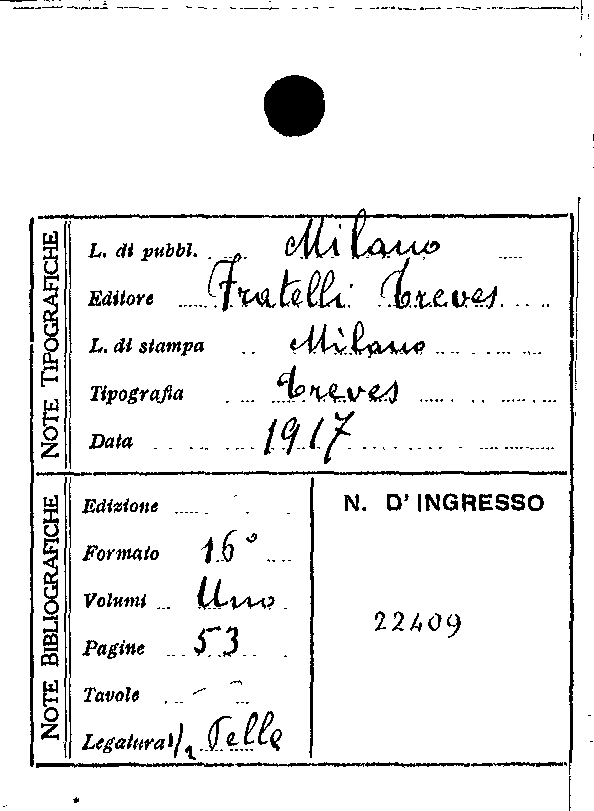 NOTE TIPOGRAFICHE
L. di pubbl. Milano
Editore Fratelli Treves
L. di stampa Milano
Tipografia Treves
Data 1917
NOTE BIBLIOGRAFICHE
Edizione
Formato 16°
Volumi Uno
Pagine 53
Tavole
Legatura 1/2 Pelle
N. D'INGRESSO
22409